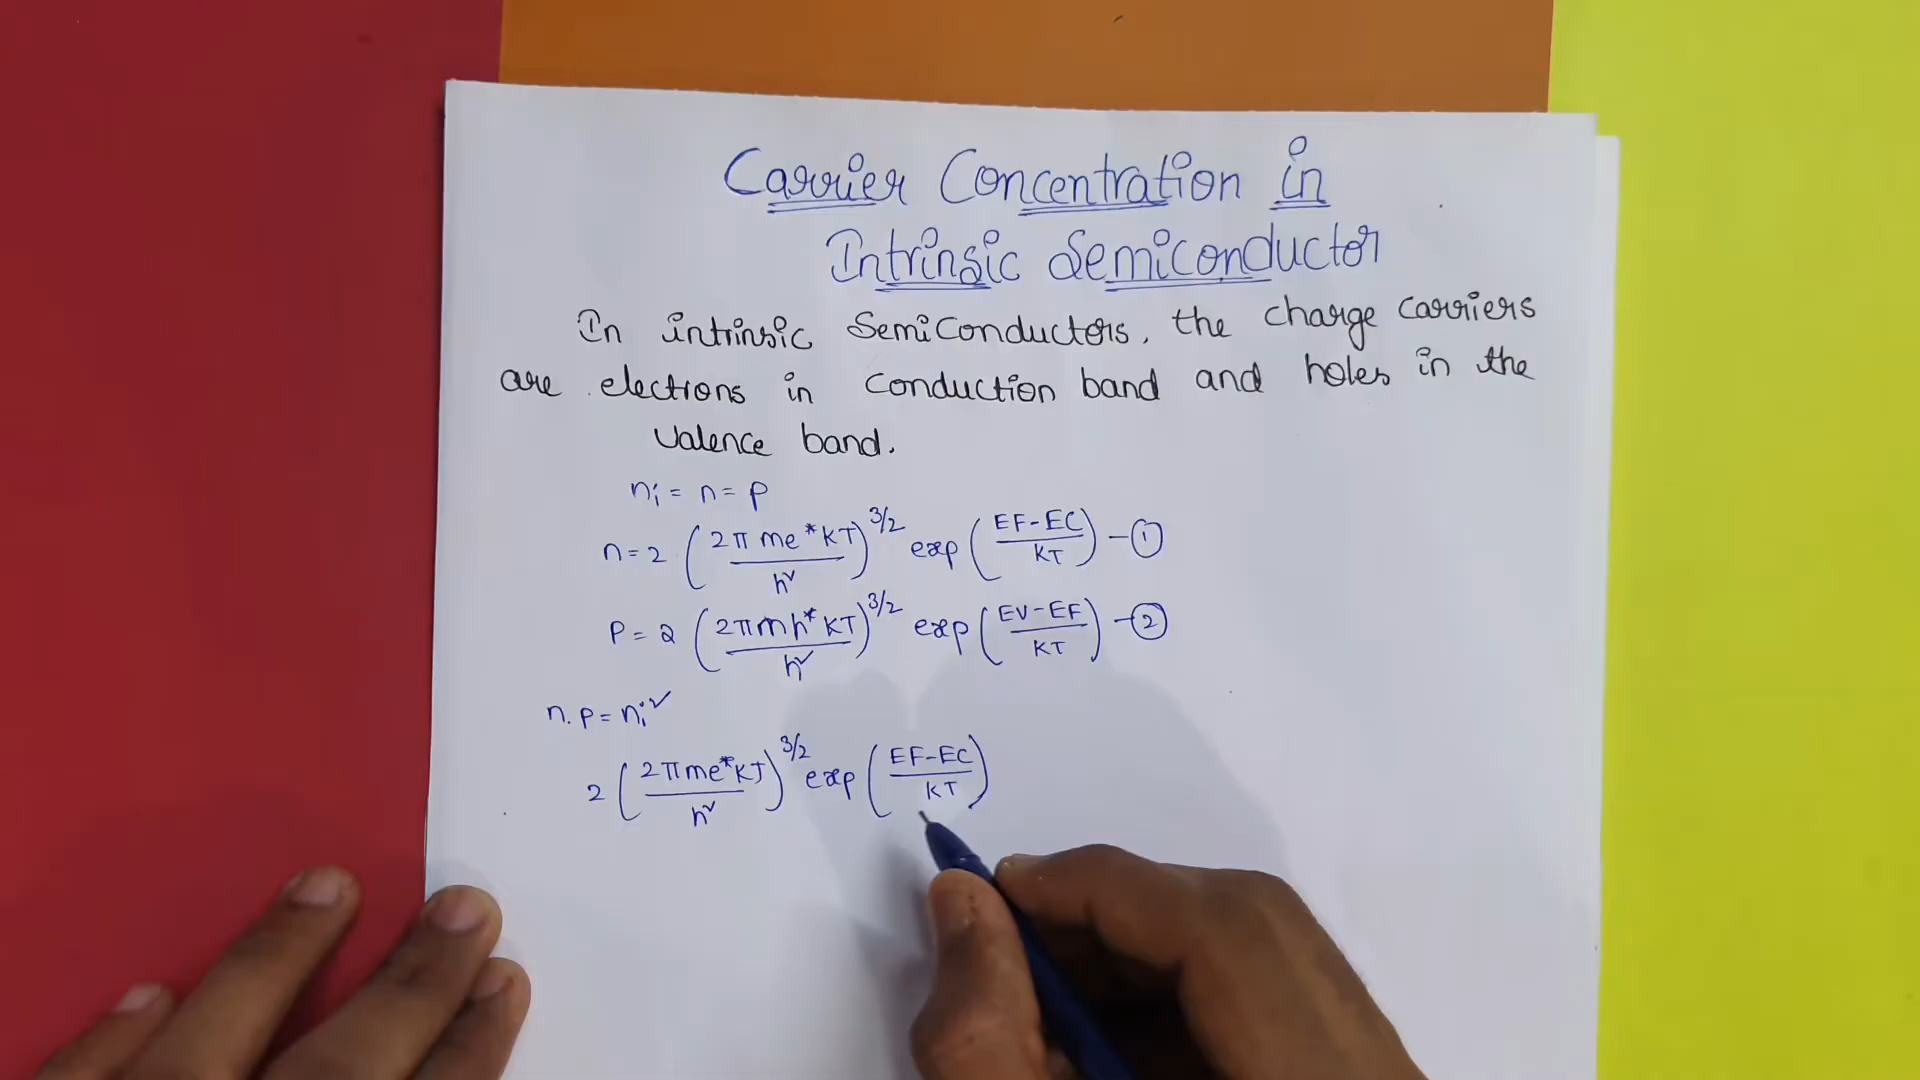 Carrier Concentration in
Intrinsic Semiconductor
In intrinsic SemiConductors, the charge carriers
are elections in conduction band and holes in the
Valence band.
ni = n = p
n = 2 (2π me* KT / h²)^3/2 exp (EF-EC / KT) - ①
P = 2 (2π mh* KT / h²)^3/2 exp (EV-EF / KT) - ②
n.p = ni²
2 (2π me* KT / h²)^3/2 exp (EF-EC / KT)